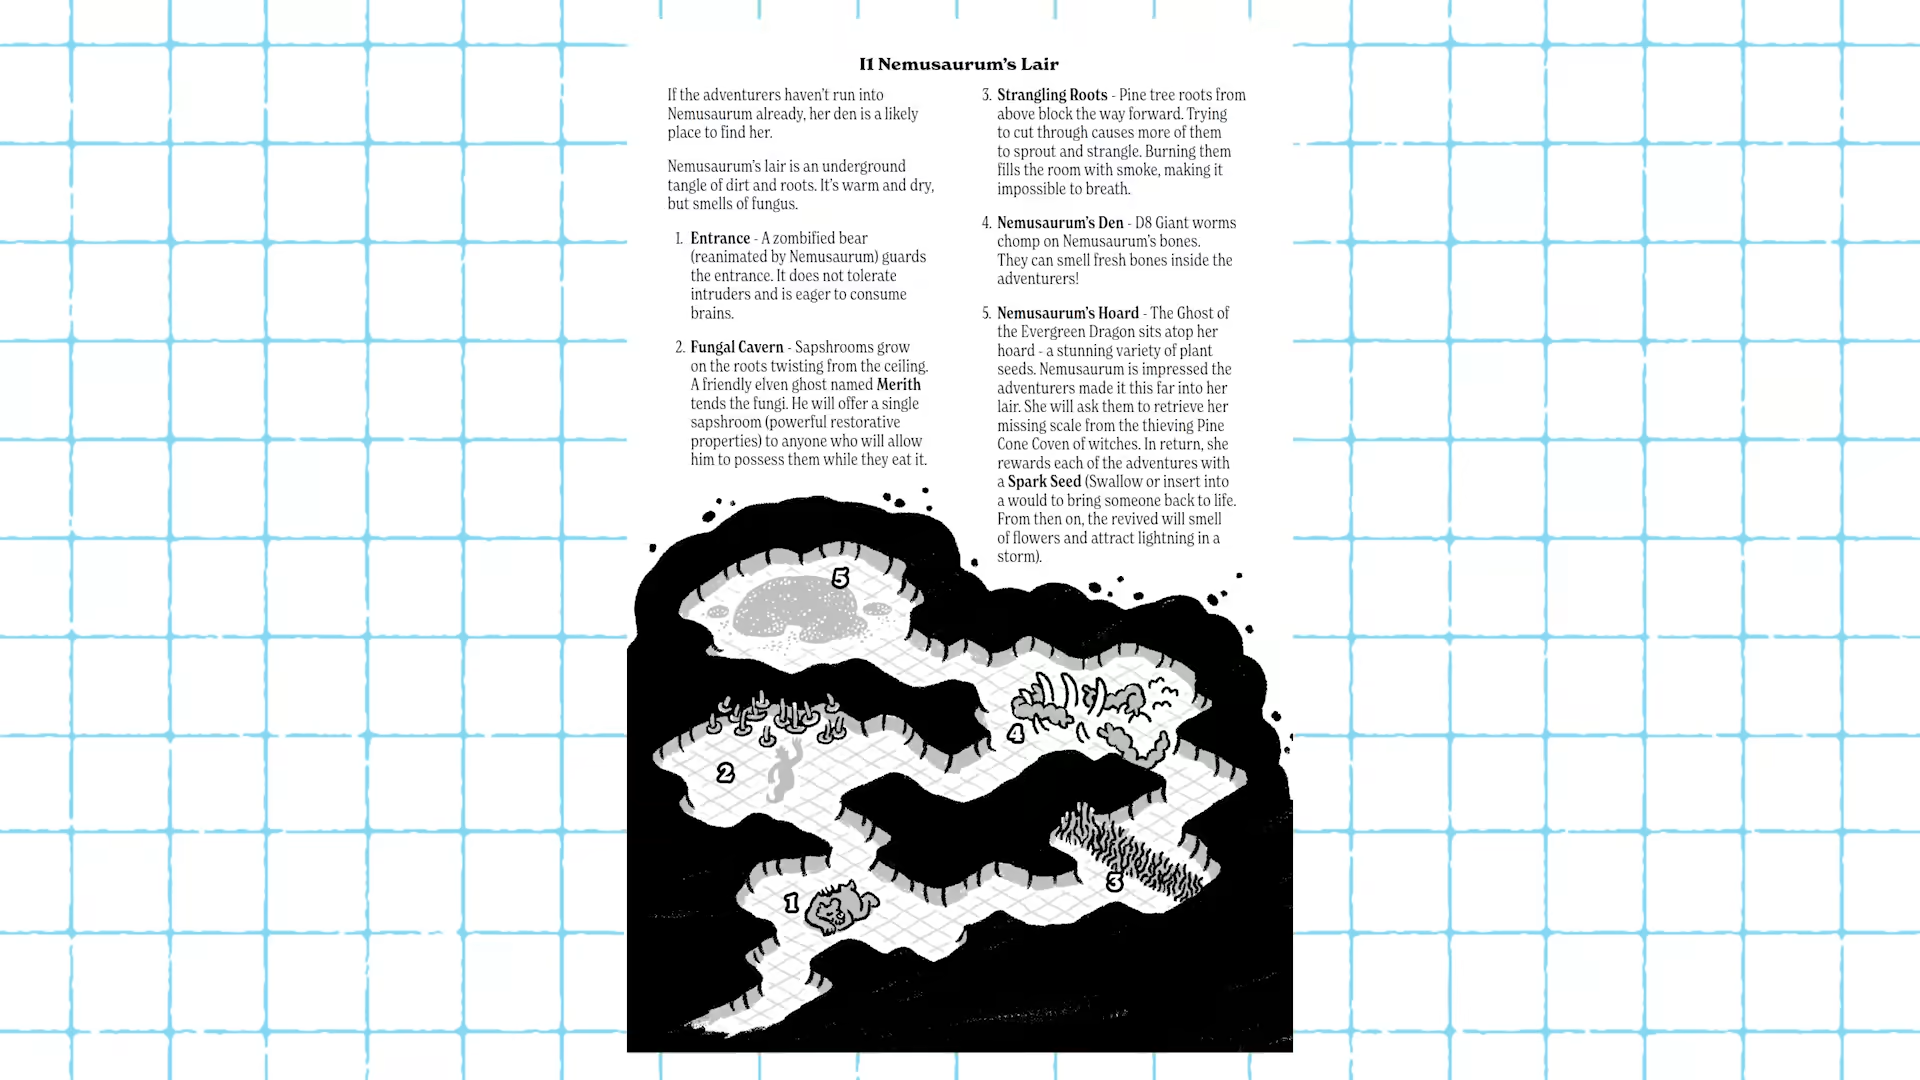 I1 Nemusaurum's Lair
If the adventurers haven't run into
Nemusaurum already, her den is a likely
place to find her.
Nemusaurum's lair is an underground
tangle of dirt and roots. It's warm and dry,
but smells of fungus.
1. Entrance - A zombified bear
(reanimated by Nemusaurum) guards
the entrance. It does not tolerate
intruders and is eager to consume
brains.
2. Fungal Cavern - Sapshrooms grow
on the roots twisting from the ceiling.
A friendly elven ghost named Merith
tends the fungi. He will offer a single
sapshroom (powerful restorative
properties) to anyone who will allow
him to possess them while they eat it.
3. Strangling Roots - Pine tree roots from
above block the way forward. Trying
to cut through causes more of them
to sprout and strangle. Burning them
fills the room with smoke, making it
impossible to breath.
4. Nemusaurum's Den - D8 Giant worms
chomp on Nemusaurum's bones.
They can smell fresh bones inside the
adventurers!
5. Nemusaurum's Hoard - The Ghost of
the Evergreen Dragon sits atop her
hoard - a stunning variety of plant
seeds. Nemusaurum is impressed the
adventurers made it this far into her
lair. She will ask them to retrieve her
missing scale from the thieving Pine
Cone Coven of witches. In return, she
rewards each of the adventures with
a Spark Seed (Swallow or insert into
a would to bring someone back to life.
From then on, the revived will smell
of flowers and attract lightning in a
storm).
5
4
2
3
1